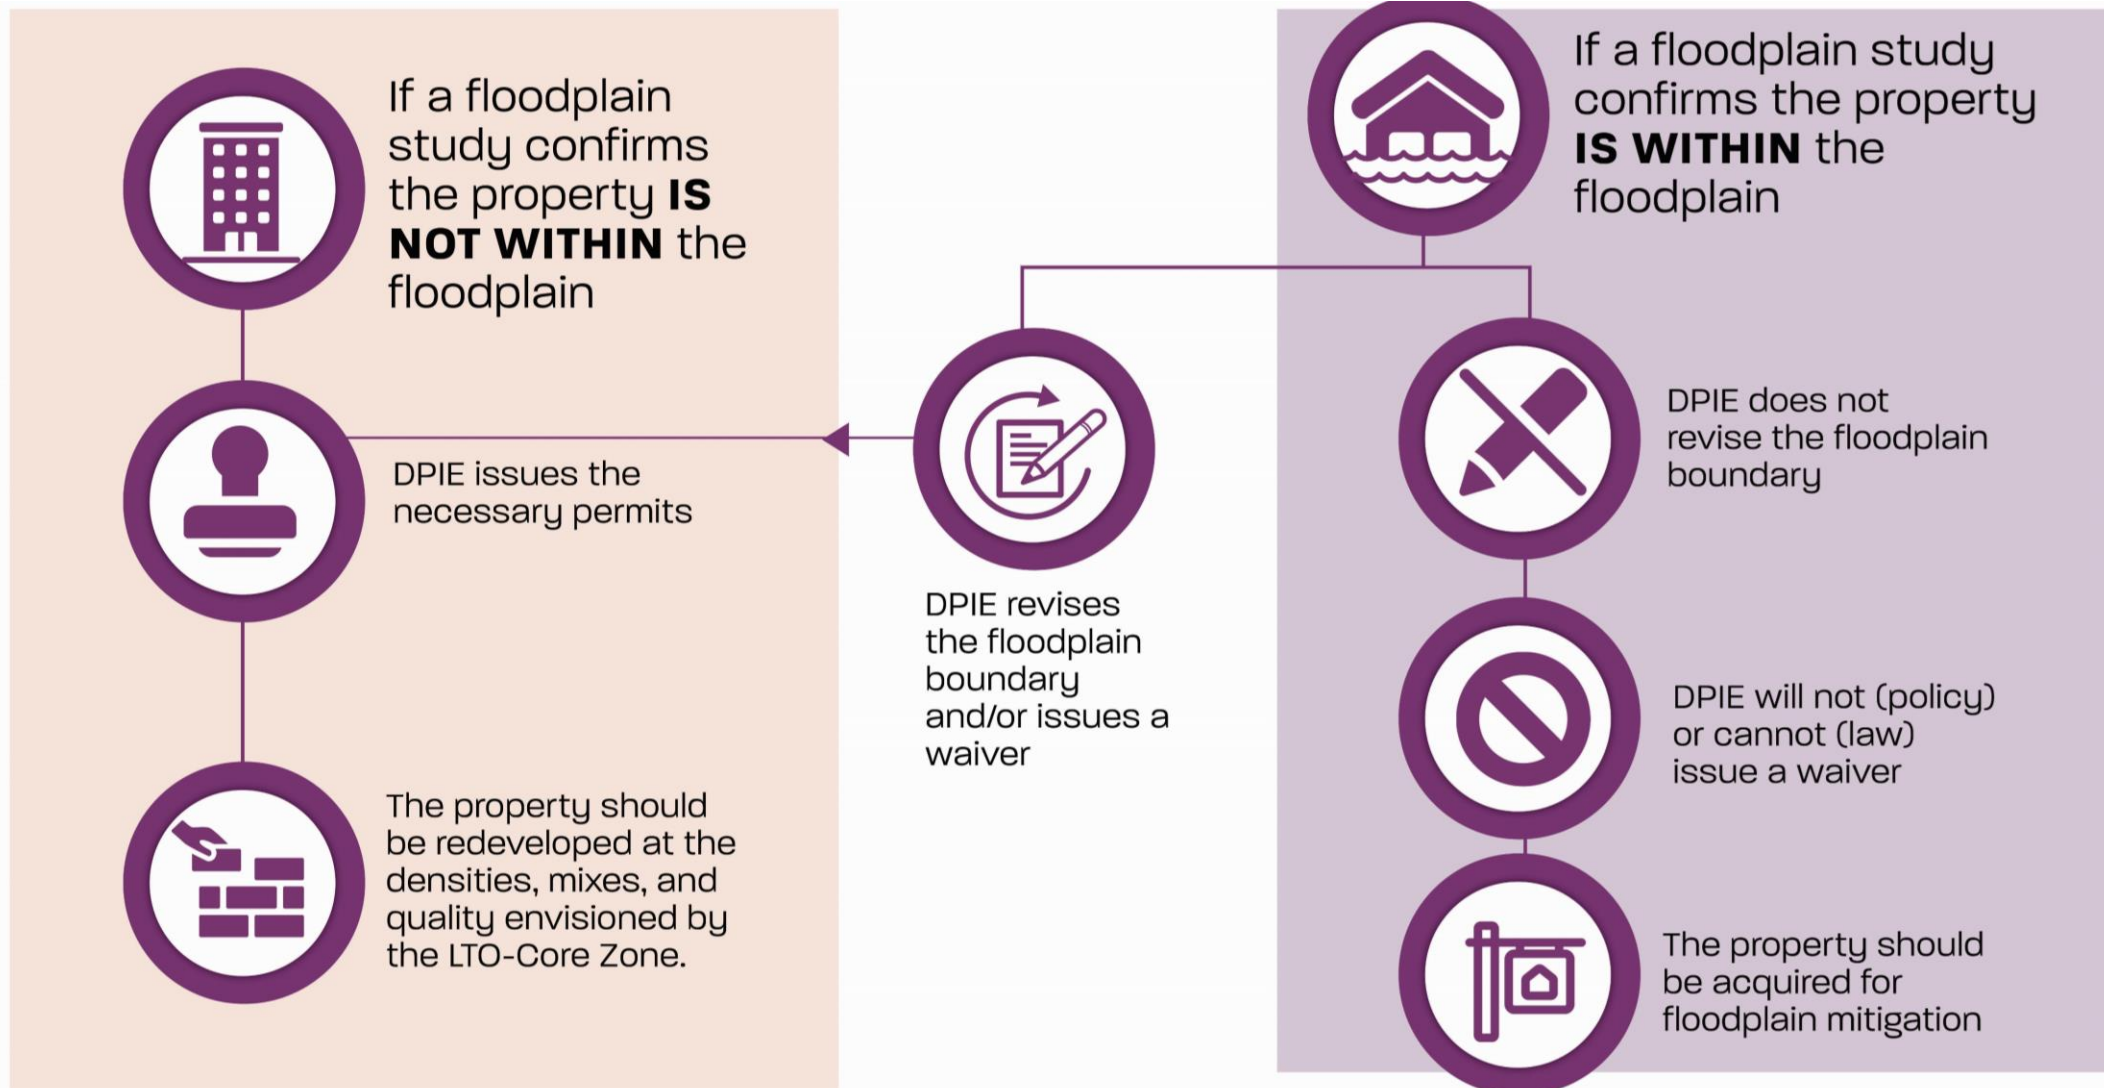 If a floodplain
study confirms
the property IS
NOT WITHIN the
floodplain
DPIE issues the
necessary permits
The property should
be redeveloped at the
densities, mixes, and
quality envisioned by
the LTO-Core Zone.
DPIE revises
the floodplain
boundary
and/or issues a
waiver
If a floodplain study
confirms the property
IS WITHIN the
floodplain
DPIE does not
revise the floodplain
boundary
DPIE will not (policy)
or cannot (law)
issue a waiver
The property should
be acquired for
floodplain mitigation